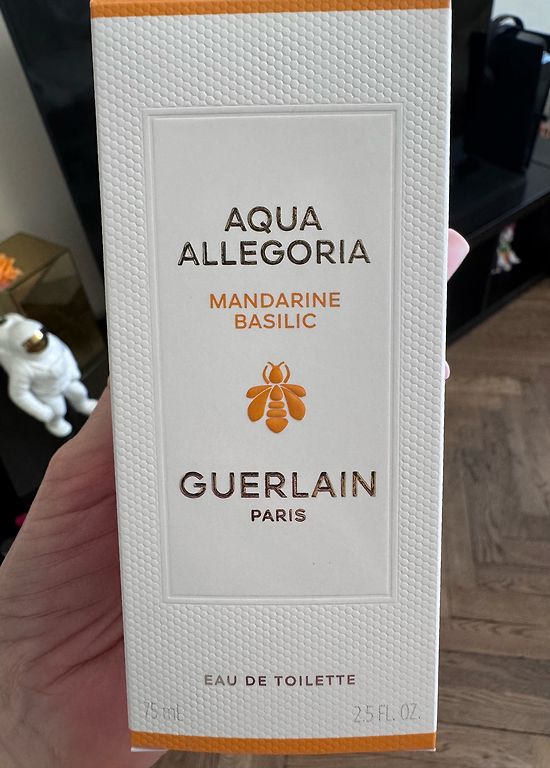 AQUA
ALLEGORIA
MANDARINE
BASILIC
GUERLAIN
PARIS
EAU DE TOILETTE
75 mL 2.5 FL. OZ.